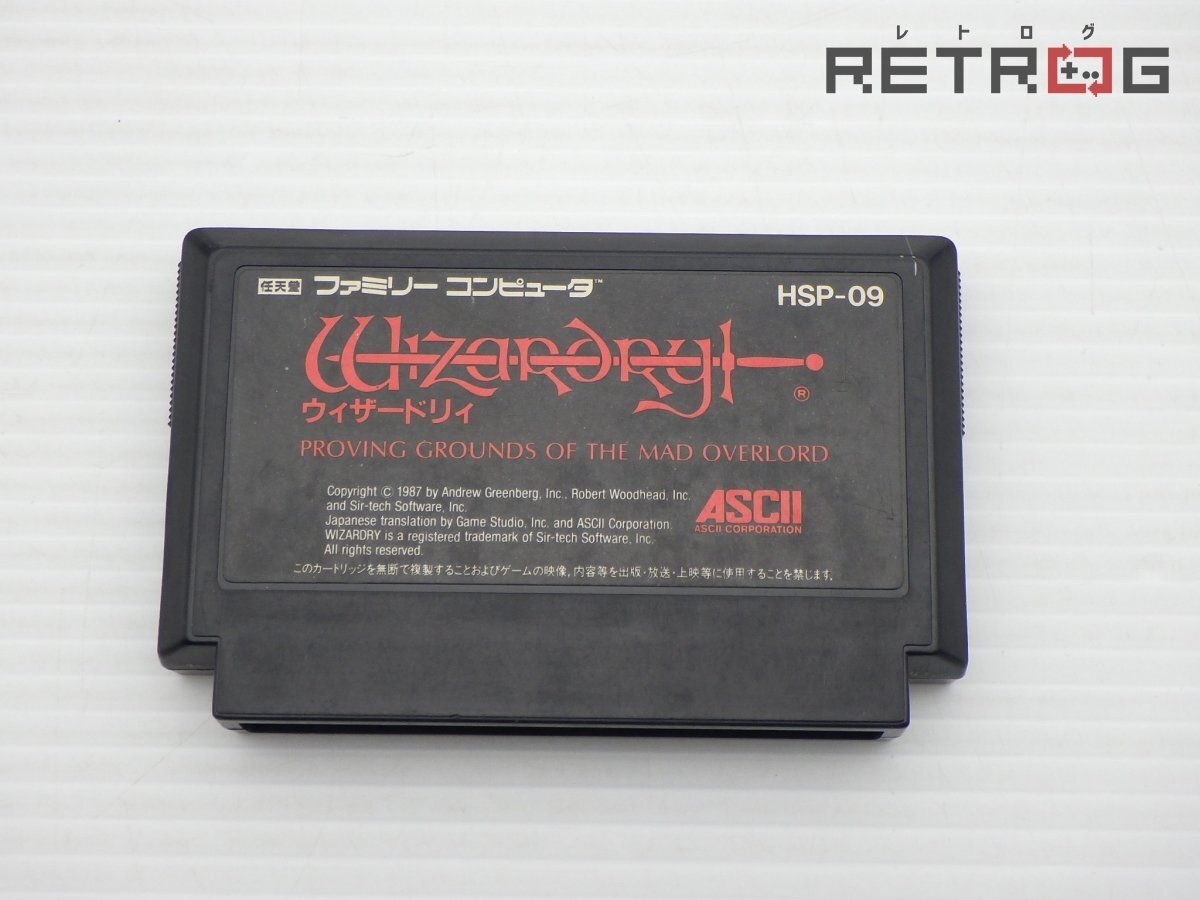 レトログ
RETROG
任天堂 ファミリー コンピュータ™
HSP-09
Wizardry
®
ウィザードリィ
PROVING GROUNDS OF THE MAD OVERLORD
Copyright © 1987 by Andrew Greenberg, Inc., Robert Woodhead, Inc.
and Sir-tech Software, Inc.
Japanese translation by Game Studio, Inc. and ASCII Corporation.
WIZARDRY is a registered trademark of Sir-tech Software, Inc.
All rights reserved.
ASCII
ASCII CORPORATION
このカートリッジを無断で複製することおよびゲームの映像,内容等を出版・放送・上映等に使用することを禁じます。